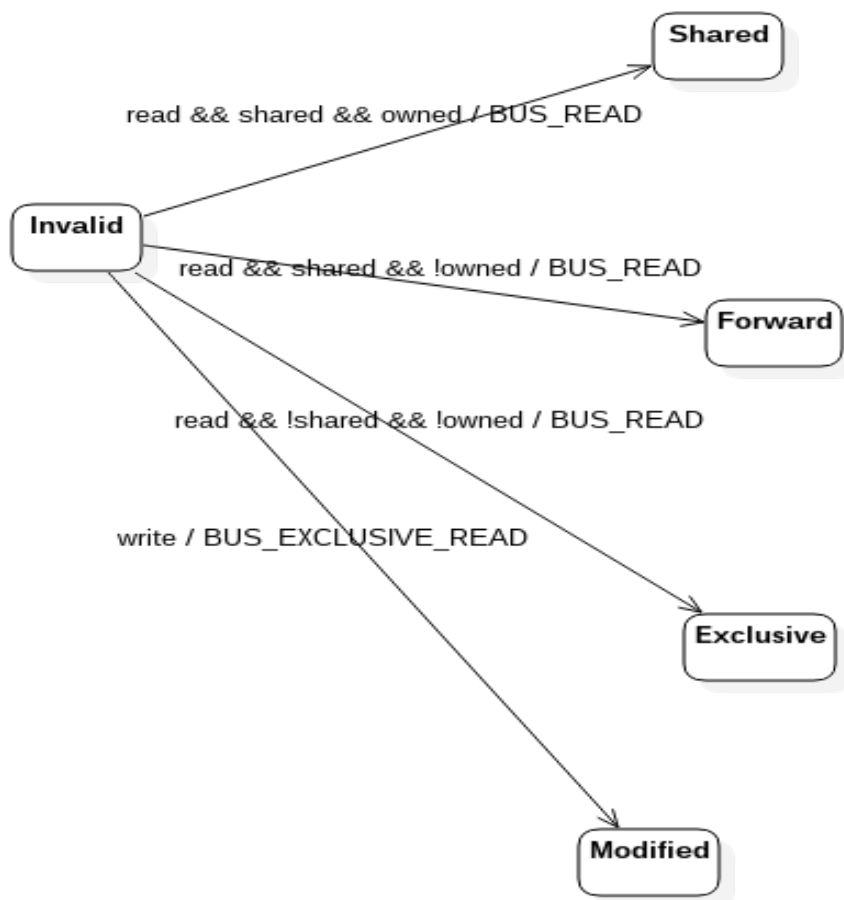 Shared
read && shared && owned / BUS_READ
Invalid
read && shared && !owned / BUS_READ
Forward
read && !shared && !owned / BUS_READ
write / BUS_EXCLUSIVE_READ
Exclusive
Modified